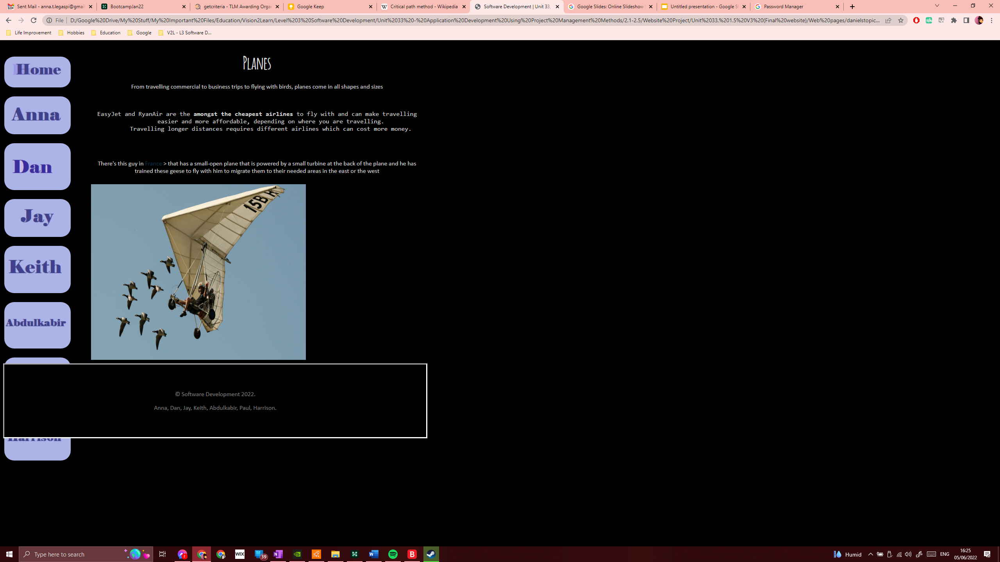 Sent Mail - anna.t.legaspi@gmail
BootcampJan22
getcriteria - TLM Awarding Organ
Google Keep
Critical path method - Wikipedia
Software Development | Unit 33,
Google Slides: Online Slideshow
Untitled presentation - Google Sl
Password Manager
File
D:/Google%20Drive/My%20Stuff/My%20Important%20Files/Education/Vision2Learn/Level%203%20Software%20Development/Unit%2033%20-%20Application%20Development%20Using%20Project%20Management%20Methods/2.1-2.5/Website%20Project/Unit%2033,%201.5%20V3%20(Final%20website)/Web%20pages/danielstopic...
Life Improvement
Hobbies
Education
Google
V2L - L3 Software D...
Home
Anna
Dan
Jay
Keith
Abdulkabir
Harrison
Planes
From travelling commercial to business trips to flying with birds, planes come in all shapes and sizes
EasyJet and RyanAir are the amongst the cheapest airlines to fly with and can make travelling
easier and more affordable, depending on where you are travelling.
Travelling longer distances requires different airlines which can cost more money.
There's this guy in France > that has a small-open plane that is powered by a small turbine at the back of the plane and he has
trained these geese to fly with him to migrate them to their needed areas in the east or the west
15B
© Software Development 2022.
Anna, Dan, Jay, Keith, Abdulkabir, Paul, Harrison.
Type here to search
WIX
39
Humid
ENG
16:25
05/06/2022